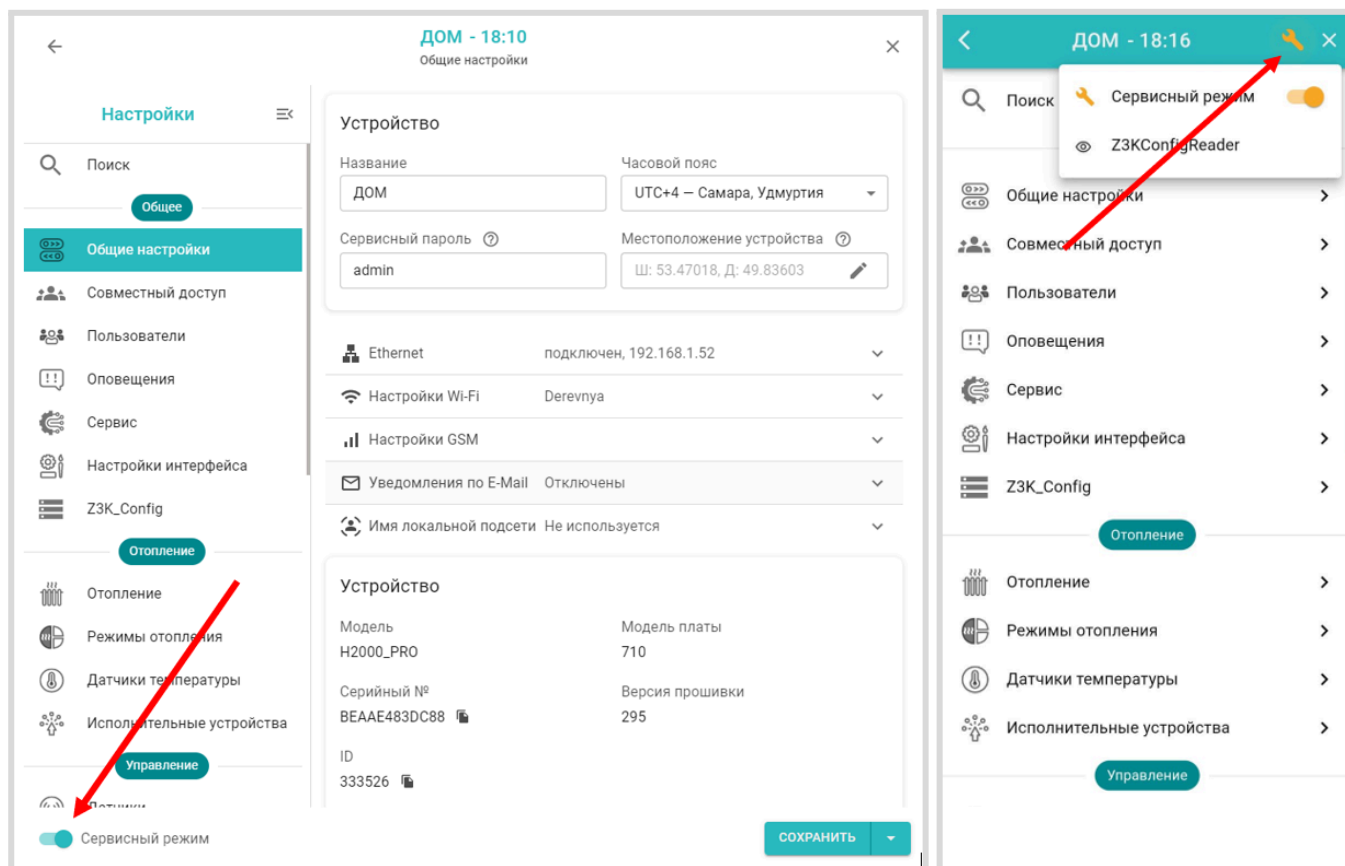 ДОМ - 18:10
Общие настройки
Настройки
Поиск
Общее
Общие настройки
Совместный доступ
Пользователи
Оповещения
Сервис
Настройки интерфейса
Z3K_Config
Отопление
Отопление
Режимы отопления
Датчики температуры
Исполнительные устройства
Управление
Датчики
Сервисный режим
Устройство
Название
Часовой пояс
ДОМ
UTC+4 — Самара, Удмуртия
Сервисный пароль
Местоположение устройства
admin
Ш: 53.47018, Д: 49.83603
Ethernet подключен, 192.168.1.52
Настройки Wi-Fi Derevnya
Настройки GSM
Уведомления по E-Mail Отключены
Имя локальной подсети Не используется
Устройство
Модель
Модель платы
H2000_PRO
710
Серийный №
Версия прошивки
BEAAE483DC88
295
ID
333526
СОХРАНИТЬ
ДОМ - 18:16
Поиск
Сервисный режим
Z3KConfigReader
Общие настройки
Совместный доступ
Пользователи
Оповещения
Сервис
Настройки интерфейса
Z3K_Config
Отопление
Отопление
Режимы отопления
Датчики температуры
Исполнительные устройства
Управление